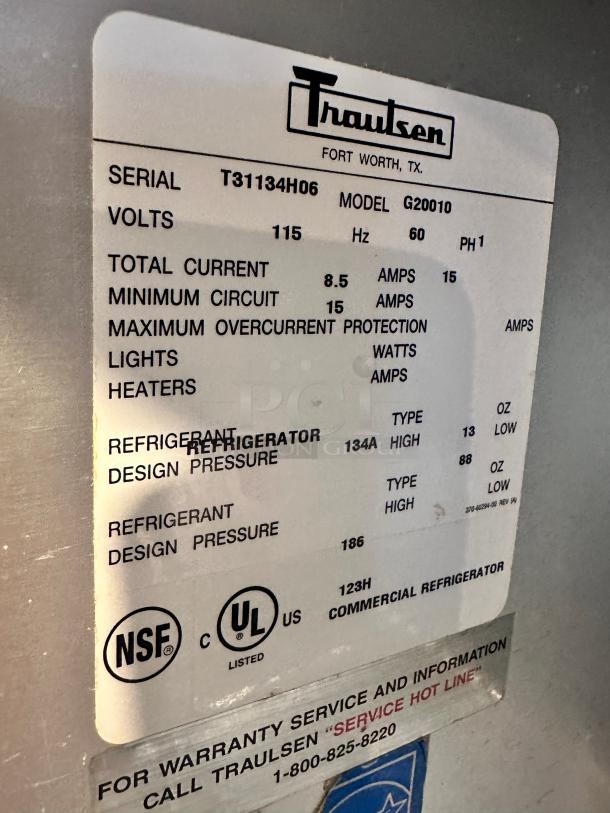 Traulsen
FORT WORTH, TX.
SERIAL T31134H06 MODEL G20010
VOLTS 115 Hz 60 PH 1
TOTAL CURRENT 8.5 AMPS 15
MINIMUM CIRCUIT 15 AMPS
MAXIMUM OVERCURRENT PROTECTION AMPS
LIGHTS WATTS
HEATERS AMPS
REFRIGERANT REFRIGERATOR 134A TYPE 13 OZ
DESIGN PRESSURE HIGH 88 LOW
REFRIGERANT TYPE OZ
DESIGN PRESSURE 186 HIGH LOW
NSF®
C UL® US
LISTED
123H
COMMERCIAL REFRIGERATOR
FOR WARRANTY SERVICE AND INFORMATION
CALL TRAULSEN "SERVICE HOT LINE"
1-800-825-8220